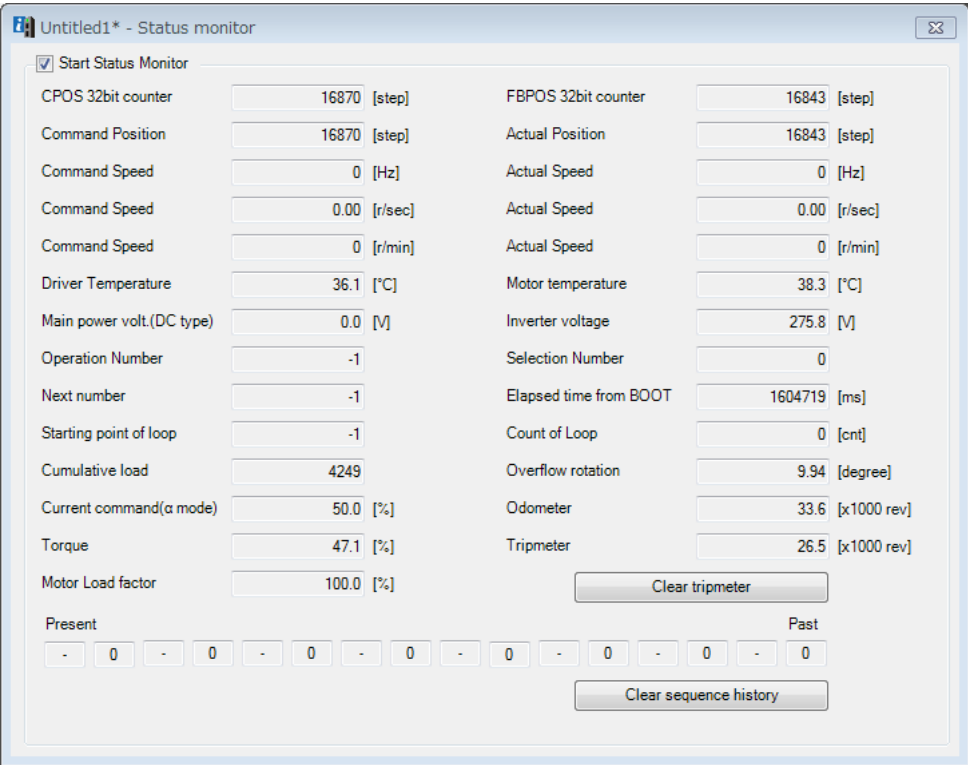 Untitled1* - Status monitor
Start Status Monitor
CPOS 32bit counter 16870 [step] FBPOS 32bit counter 16843 [step]
Command Position 16870 [step] Actual Position 16843 [step]
Command Speed 0 [Hz] Actual Speed 0 [Hz]
Command Speed 0.00 [r/sec] Actual Speed 0.00 [r/sec]
Command Speed 0 [r/min] Actual Speed 0 [r/min]
Driver Temperature 36.1 [°C] Motor temperature 38.3 [°C]
Main power volt.(DC type) 0.0 [V] Inverter voltage 275.8 [V]
Operation Number -1 Selection Number 0
Next number -1 Elapsed time from BOOT 1604719 [ms]
Starting point of loop -1 Count of Loop 0 [cnt]
Cumulative load 4249 Overflow rotation 9.94 [degree]
Current command(α mode) 50.0 [%] Odometer 33.6 [x1000 rev]
Torque 47.1 [%] Tripmeter 26.5 [x1000 rev]
Motor Load factor 100.0 [%] Clear tripmeter
Present Past
- 0 - 0 - 0 - 0 - 0 - 0 - 0 - 0
Clear sequence history